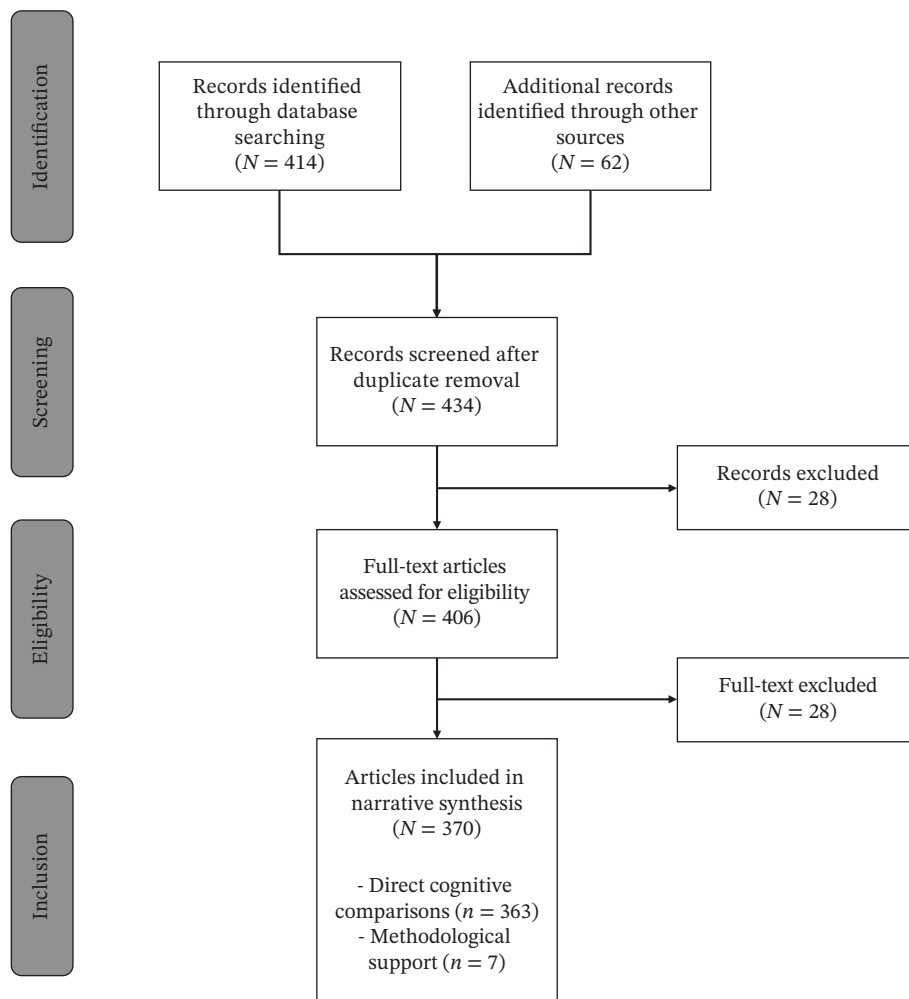 Identification
Records identified
through database
searching
(N = 414)
Additional records
identified through other
sources
(N = 62)
Screening
Records screened after
duplicate removal
(N = 434)
Records excluded
(N = 28)
Eligibility
Full-text articles
assessed for eligibility
(N = 406)
Full-text excluded
(N = 28)
Inclusion
Articles included in
narrative synthesis
(N = 370)
- Direct cognitive
comparisons (n = 363)
- Methodological
support (n = 7)